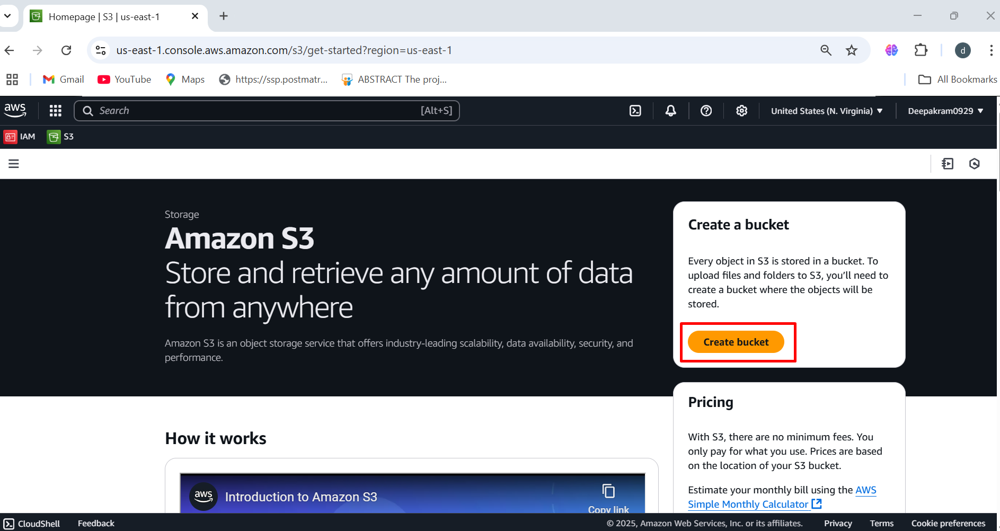 Homepage | S3 | us-east-1
us-east-1.console.aws.amazon.com/s3/get-started?region=us-east-1
d
Gmail
YouTube
Maps
https://ssp.postmatr...
ABSTRACT The proj...
All Bookmarks
aws
Search
[Alt+S]
United States (N. Virginia)
Deepakram0929
IAM
S3
Storage
Amazon S3
Store and retrieve any amount of data
from anywhere
Amazon S3 is an object storage service that offers industry-leading scalability, data availability, security, and
performance.
Create a bucket
Every object in S3 is stored in a bucket. To
upload files and folders to S3, you’ll need to
create a bucket where the objects will be
stored.
Create bucket
Pricing
With S3, there are no minimum fees. You
only pay for what you use. Prices are based
on the location of your S3 bucket.
Estimate your monthly bill using the AWS
Simple Monthly Calculator
How it works
aws
Introduction to Amazon S3
Copy link
CloudShell
Feedback
© 2025, Amazon Web Services, Inc. or its affiliates.
Privacy
Terms
Cookie preferences